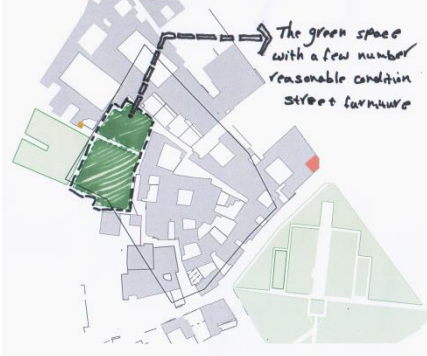 The green space
with a few number
reasonable condition
street furniture